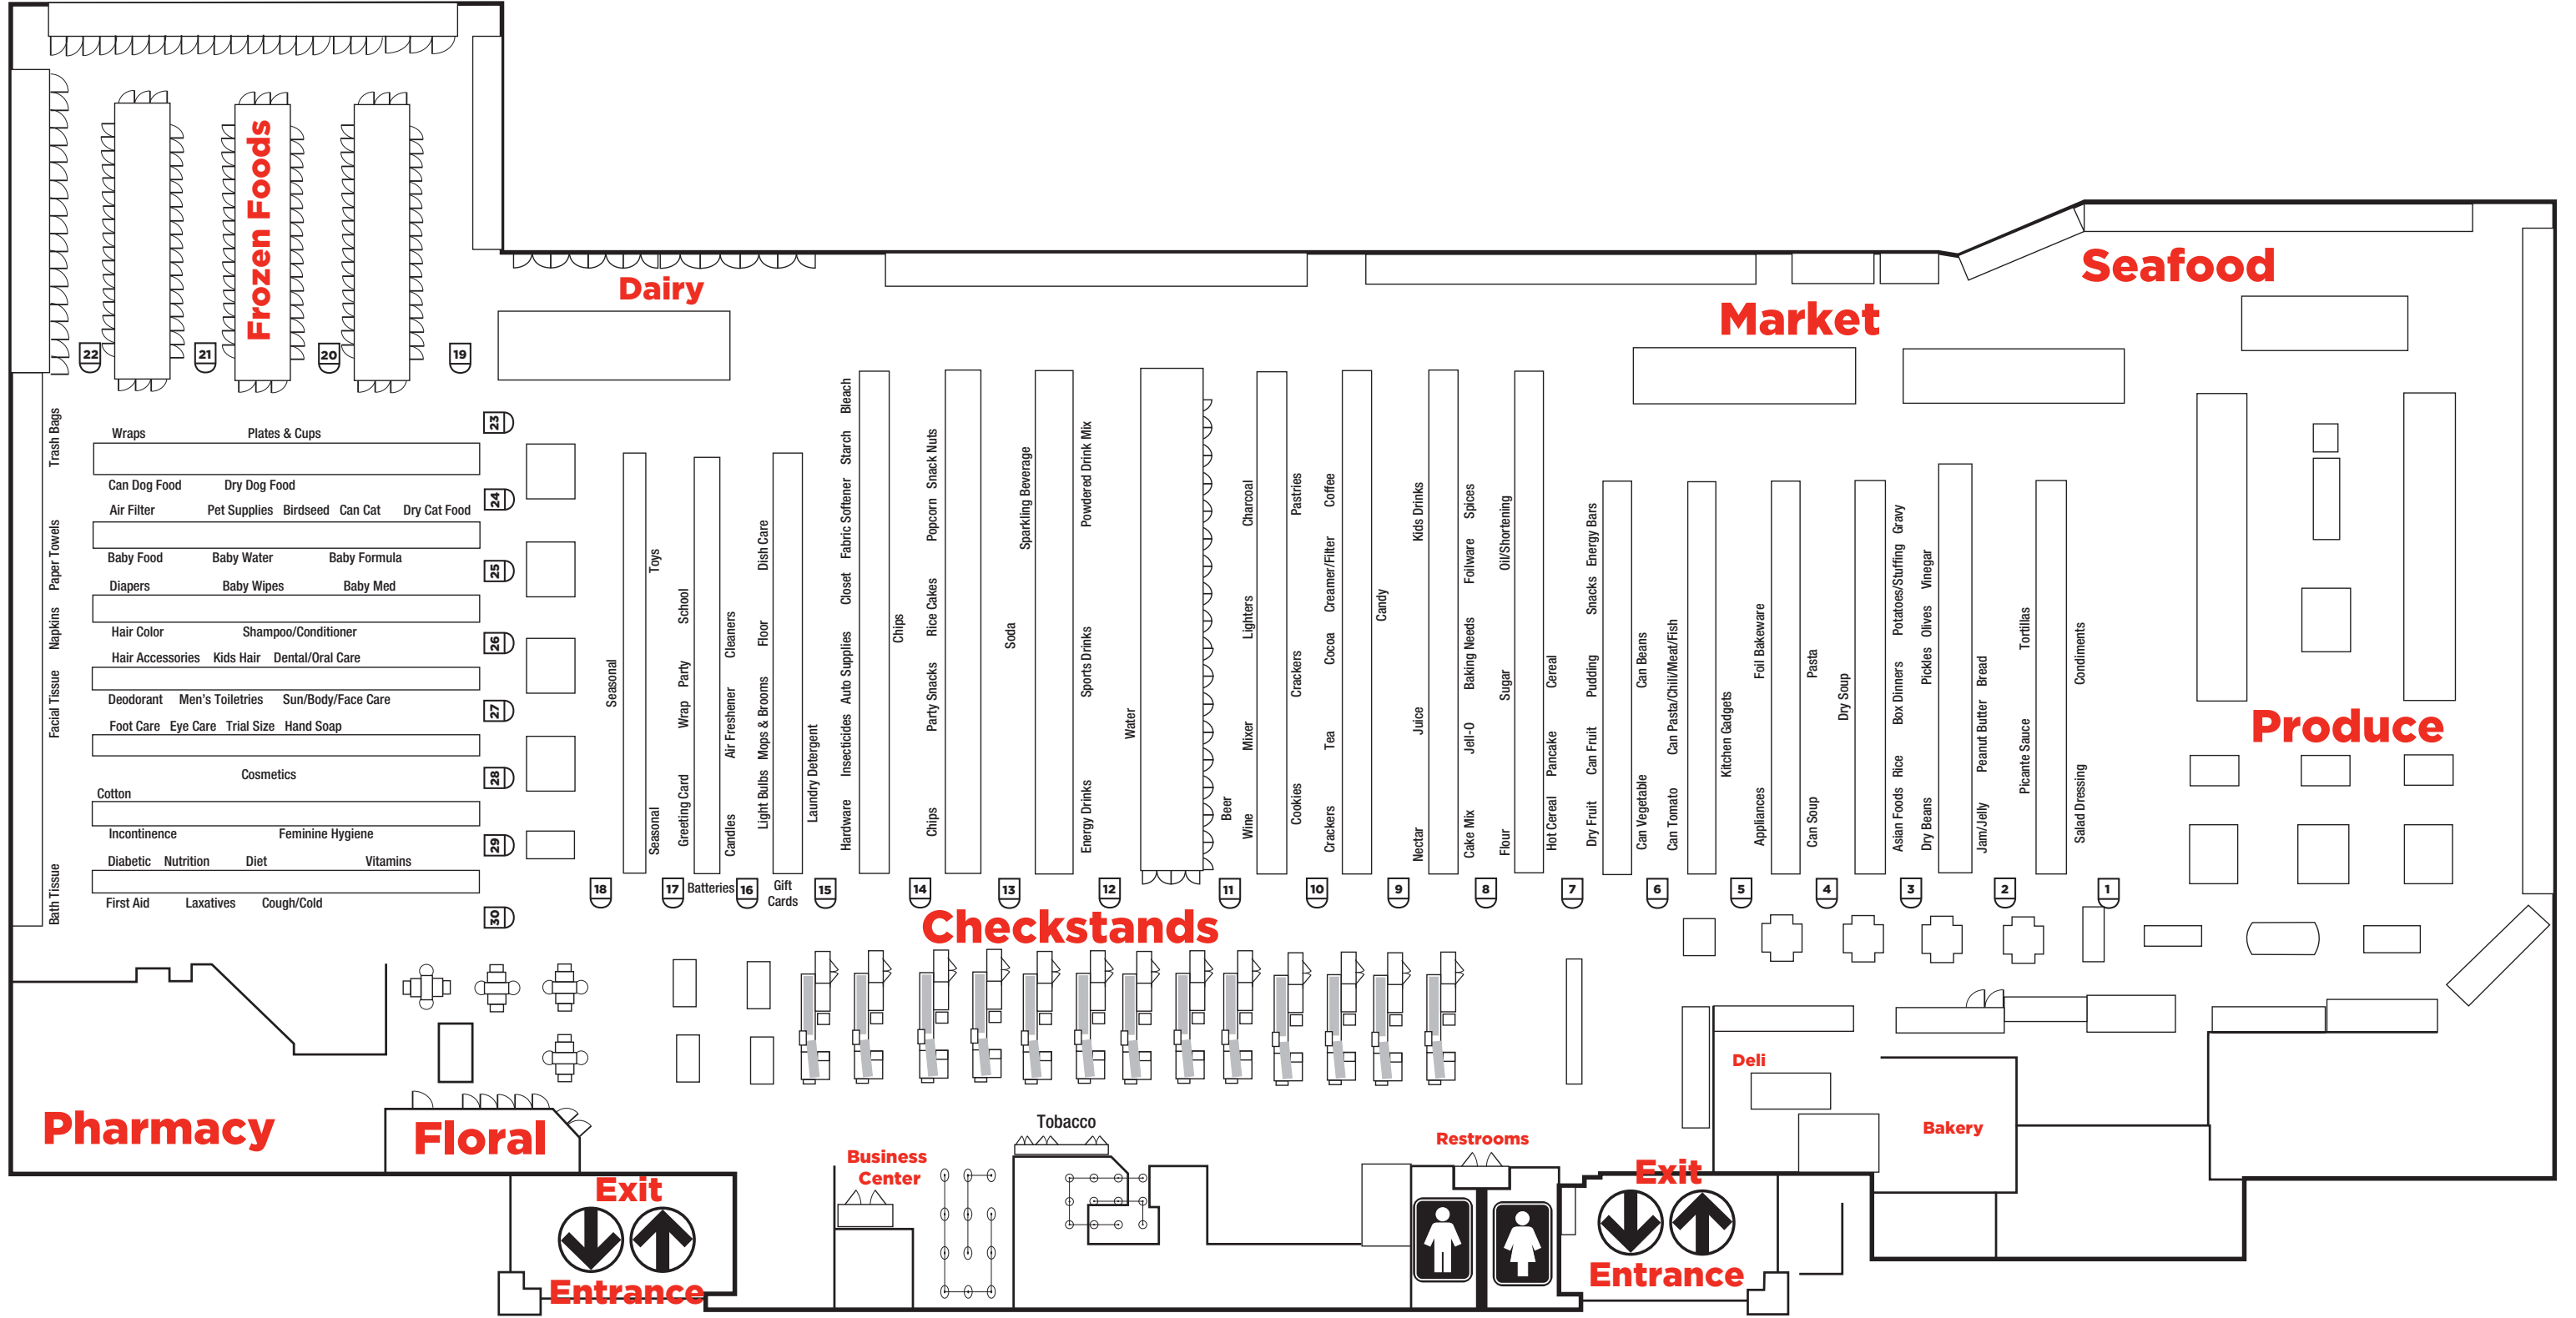 Frozen Foods
Dairy
Seafood
Market
22
21
20
19
Trash Bags
Paper Towels
Napkins
Facial Tissue
Bath Tissue
23
Wraps
Plates & Cups
Can Dog Food
Dry Dog Food
24
Air Filter
Pet Supplies
Birdseed
Can Cat
Dry Cat Food
Baby Food
Baby Water
Baby Formula
25
Diapers
Baby Wipes
Baby Med
Hair Color
Shampoo/Conditioner
26
Hair Accessories
Kids Hair
Dental/Oral Care
Deodorant
Men's Toiletries
Sun/Body/Face Care
27
Foot Care
Eye Care
Trial Size
Hand Soap
Cosmetics
28
Cotton
Incontinence
Feminine Hygiene
29
Diabetic
Nutrition
Diet
Vitamins
First Aid
Laxatives
Cough/Cold
30
Seasonal
Seasonal
Toys
Greeting Card
Wrap
Party
School
Candles
Air Freshener
Cleaners
Light Bulbs
Mops & Brooms
Floor
Dish Care
Laundry Detergent
Hardware
Insecticides
Auto Supplies
Closet
Fabric Softener
Starch
Bleach
Chips
Chips
Party Snacks
Rice Cakes
Popcorn
Snack Nuts
Soda
Sparkling Beverage
Energy Drinks
Sports Drinks
Powdered Drink Mix
Water
Beer
Wine
Mixer
Lighters
Charcoal
Cookies
Crackers
Pastries
Crackers
Tea
Cocoa
Creamer/Filter
Coffee
Candy
Nectar
Juice
Kids Drinks
Cake Mix
Jell-O
Baking Needs
Foilware
Spices
Flour
Sugar
Oil/Shortening
Hot Cereal
Pancake
Cereal
Dry Fruit
Can Fruit
Pudding
Snacks
Energy Bars
Can Vegetable
Can Beans
Can Tomato
Can Pasta/Chili/Meat/Fish
Kitchen Gadgets
Appliances
Foil Bakeware
Can Soup
Pasta
Dry Soup
Asian Foods
Rice
Box Dinners
Potatoes/Stuffing
Gravy
Dry Beans
Pickles
Olives
Vinegar
Jam/Jelly
Peanut Butter
Bread
Picante Sauce
Tortillas
Salad Dressing
Condiments
Produce
18
17
Batteries
16
Gift
Cards
15
14
13
12
11
10
9
8
7
6
5
4
3
2
1
Checkstands
Pharmacy
Floral
Tobacco
Business
Center
Restrooms
Deli
Bakery
Exit
Entrance
Exit
Entrance